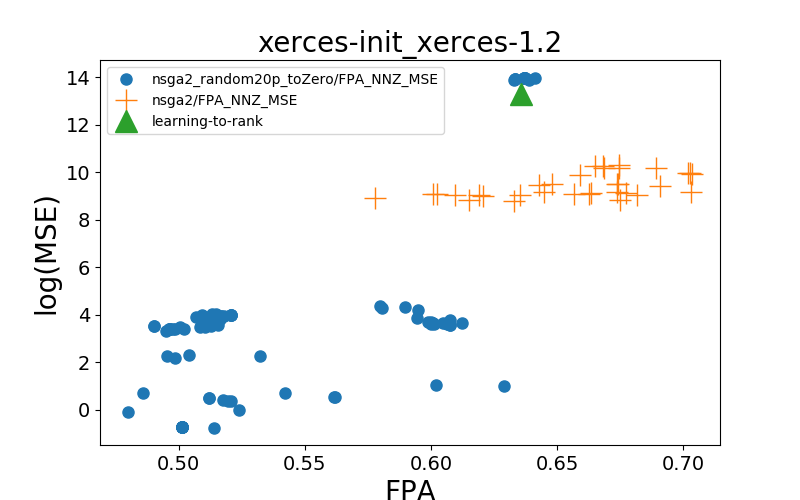 xerces-init_xerces-1.2
nsga2_random20p_toZero/FPA_NNZ_MSE
nsga2/FPA_NNZ_MSE
learning-to-rank
log(MSE)
14
12
10
8
6
4
2
0
0.50 0.55 0.60 0.65 0.70
FPA